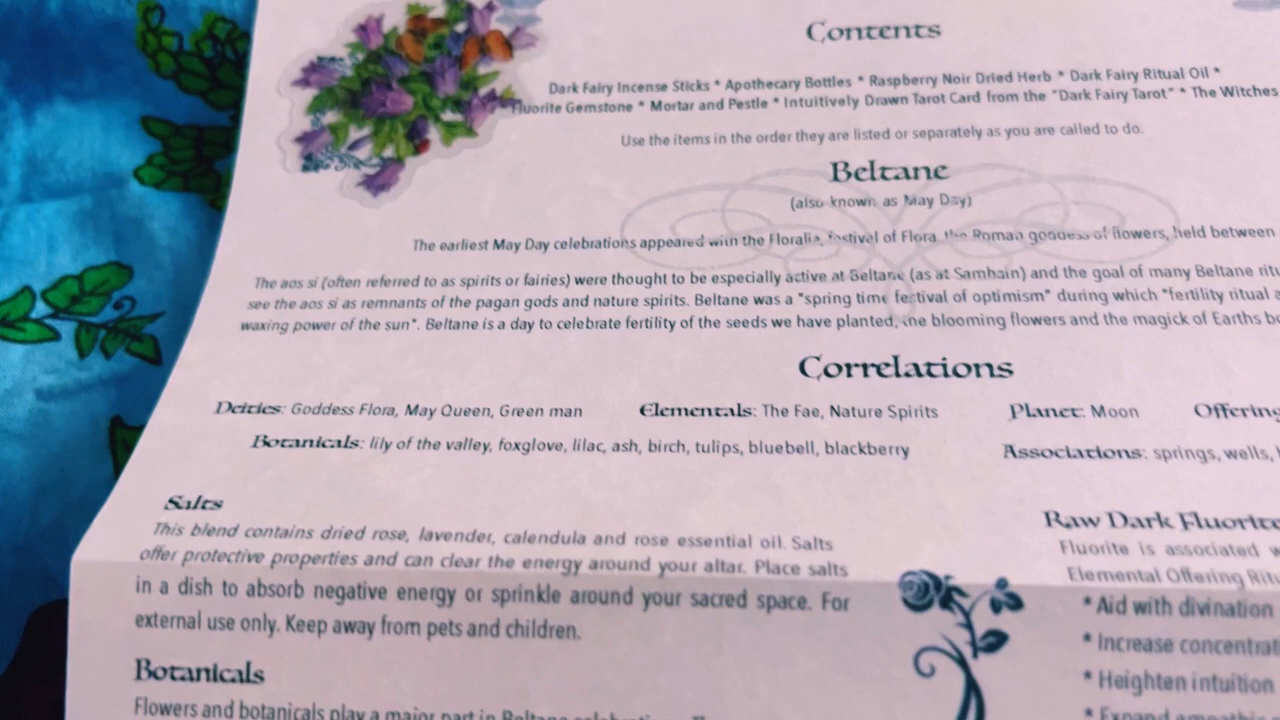 Contents
Dark Fairy Incense Sticks * Apothecary Bottles * Raspberry Noir Dried Herb * Dark Fairy Ritual Oil *
Fluorite Gemstone * Mortar and Pestle * Intuitively Drawn Tarot Card from the "Dark Fairy Tarot" * The Witches
Use the items in the order they are listed or separately as you are called to do.
Beltane
(also known as May Day)
The earliest May Day celebrations appeared with the Floralia, festival of Flora, the Roman goddess of flowers, held between
The aos sí (often referred to as spirits or fairies) were thought to be especially active at Beltane (as at Samhain) and the goal of many Beltane
see the aos sí as remnants of the pagan gods and nature spirits. Beltane was a "spring time festival of optimism" during which "fertility ritual
waxing power of the sun". Beltane is a day to celebrate fertility of the seeds we have planted, the blooming flowers and the magick of Earths
Correlations
Deities: Goddess Flora, May Queen, Green man Elementals: The Fae, Nature Spirits Planet: Moon Offering
Botanicals: lily of the valley, foxglove, lilac, ash, birch, tulips, bluebell, blackberry Associations: springs, wells,
Salts
This blend contains dried rose, lavender, calendula and rose essential oil. Salts
offer protective properties and can clear the energy around your altar. Place salts
in a dish to absorb negative energy or sprinkle around your sacred space. For
external use only. Keep away from pets and children.
Botanicals
Flowers and botanicals play a major part in Beltane
Raw Dark Fluorite
Fluorite is associated
Elemental Offering
* Aid with divination
* Increase
* Heighten intuition
* Expand